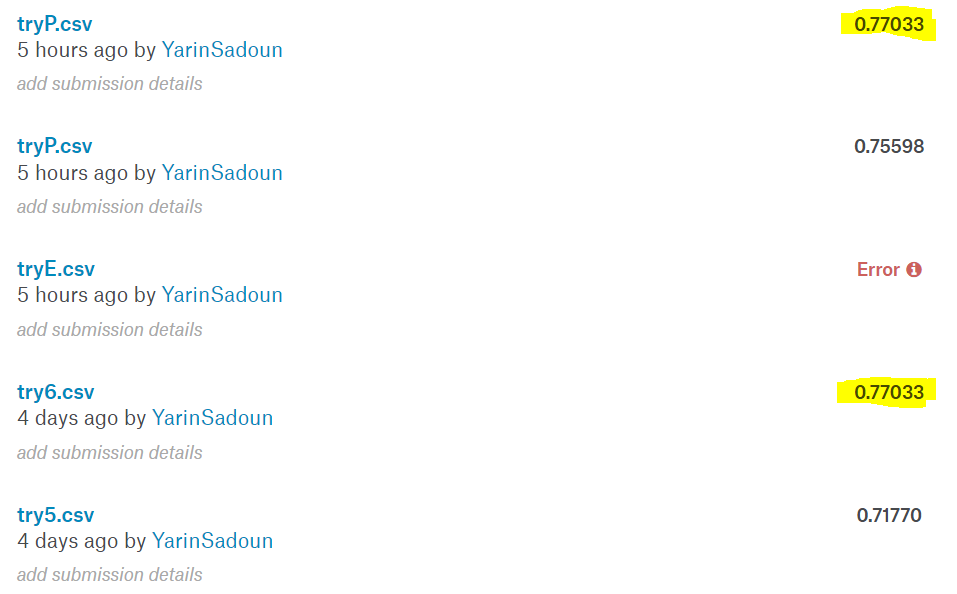 tryP.csv 0.77033
5 hours ago by YarinSadoun
add submission details
tryP.csv 0.75598
5 hours ago by YarinSadoun
add submission details
tryE.csv Error
5 hours ago by YarinSadoun
add submission details
try6.csv 0.77033
4 days ago by YarinSadoun
add submission details
try5.csv 0.71770
4 days ago by YarinSadoun
add submission details